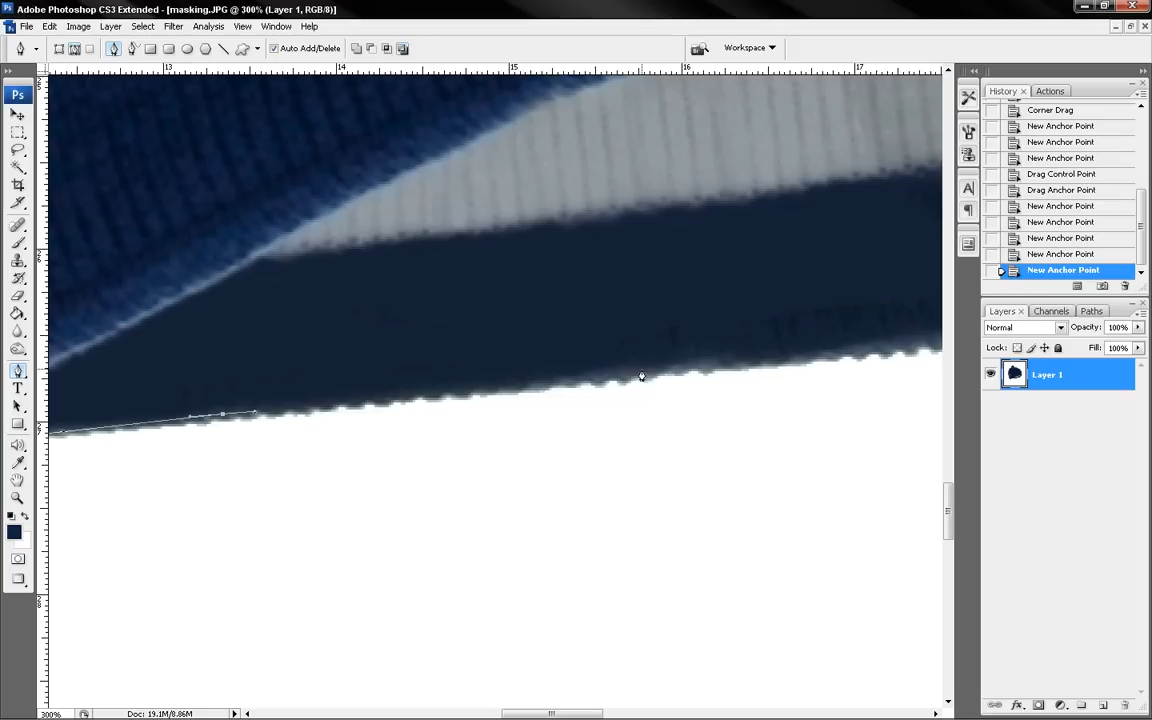 Adobe Photoshop CS3 Extended - [masking.JPG @ 300% (Layer 1, RGB/8)]
File Edit Image Layer Select Filter Analysis View Window Help
Auto Add/Delete
Workspace
13 14 15 16 17
History Actions
Corner Drag
New Anchor Point
New Anchor Point
New Anchor Point
Drag Control Point
Drag Anchor Point
New Anchor Point
New Anchor Point
New Anchor Point
New Anchor Point
New Anchor Point
Layers Channels Paths
Normal Opacity: 100%
Lock: Fill: 100%
Layer 1
Ps
T
A
300% Doc: 19.1M/8.86M